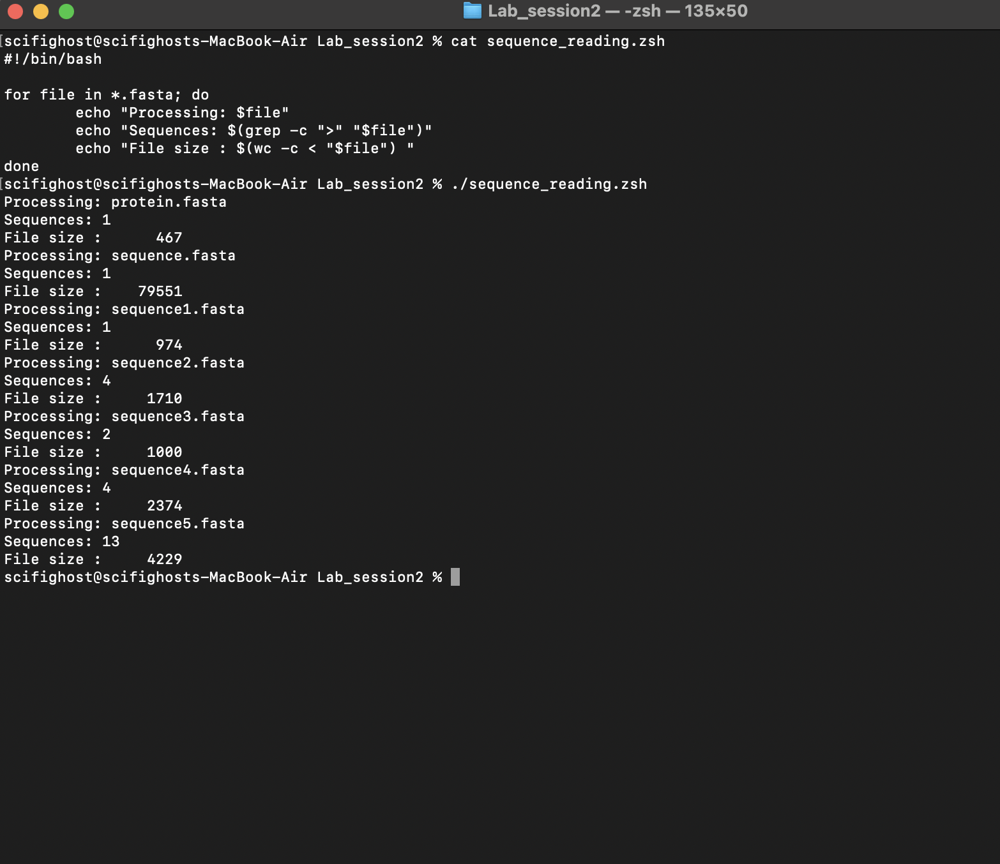 Lab_session2 — -zsh — 135×50
[scifighost@scifighosts-MacBook-Air Lab_session2 % cat sequence_reading.zsh
#!/bin/bash

for file in *.fasta; do
        echo "Processing: $file"
        echo "Sequences: $(grep -c ">" "$file")"
        echo "File size : $(wc -c < "$file") "
done
[scifighost@scifighosts-MacBook-Air Lab_session2 % ./sequence_reading.zsh
Processing: protein.fasta
Sequences: 1
File size :      467
Processing: sequence.fasta
Sequences: 1
File size :    79551
Processing: sequence1.fasta
Sequences: 1
File size :      974
Processing: sequence2.fasta
Sequences: 4
File size :     1710
Processing: sequence3.fasta
Sequences: 2
File size :     1000
Processing: sequence4.fasta
Sequences: 4
File size :     2374
Processing: sequence5.fasta
Sequences: 13
File size :     4229
scifighost@scifighosts-MacBook-Air Lab_session2 %